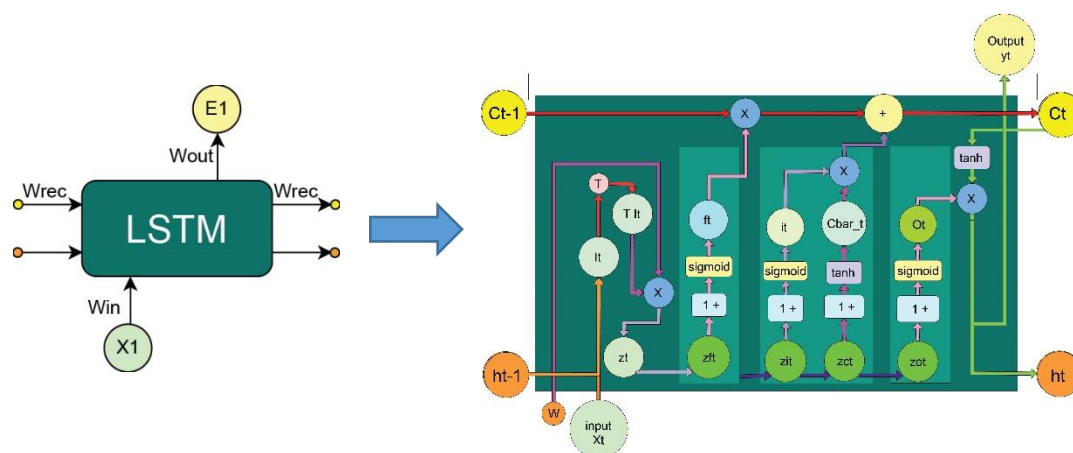 E1
Wout
Wrec
Wrec
LSTM
Win
X1
Output
yt
Ct-1
X
+
Ct
tanh
T
T It
ft
it
X
Cbar_t
Ot
X
It
sigmoid
sigmoid
tanh
sigmoid
X
1 +
1 +
1 +
1 +
zt
zft
zit
zct
zot
ht-1
ht
W
input
Xt